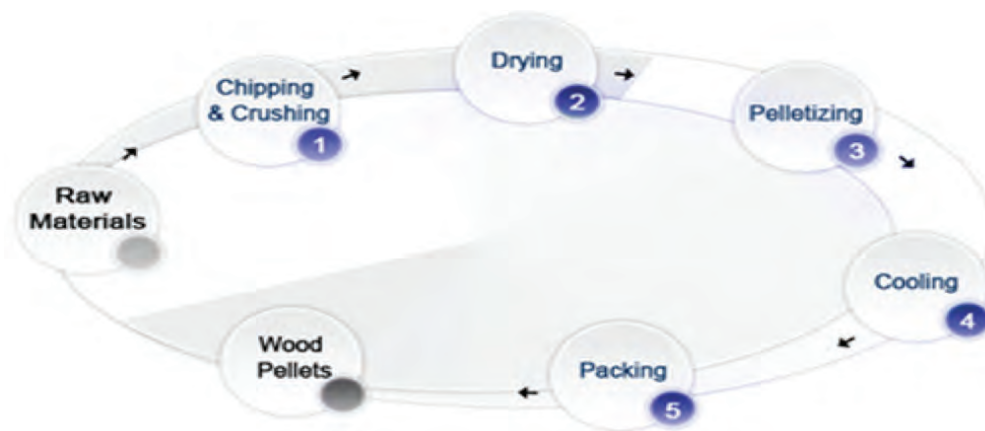 Raw
Materials
Chipping
& Crushing
1
Drying
2
Pelletizing
3
Cooling
4
Packing
5
Wood
Pellets